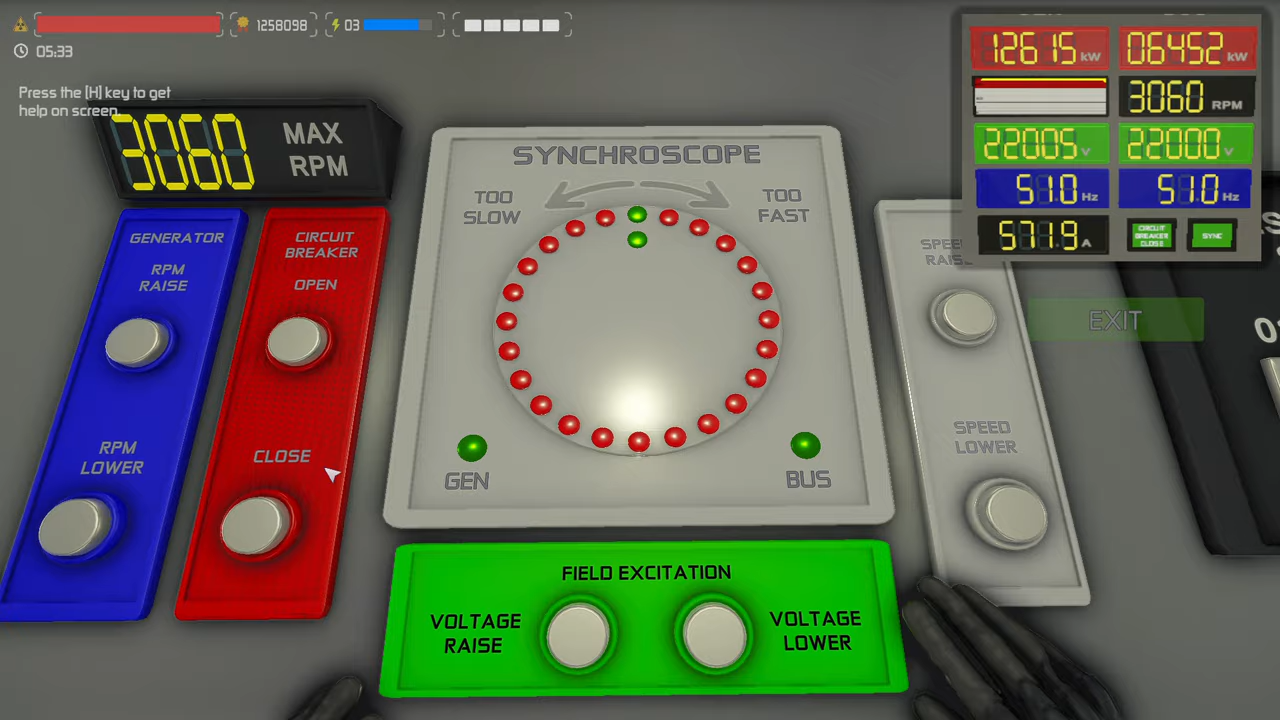 1258098
03
05:33
Press the [H] key to get
help on screen.
3060
MAX
RPM
GENERATOR
RPM
RAISE
RPM
LOWER
CIRCUIT
BREAKER
OPEN
CLOSE
SYNCHROSCOPE
TOO
SLOW
TOO
FAST
GEN
BUS
FIELD EXCITATION
VOLTAGE
RAISE
VOLTAGE
LOWER
SPEED
LOWER
12615 kW
06452 kW
3060 RPM
22005 V
22000 V
51.0 Hz
51.0 Hz
571.9 A
CIRCUIT
BREAKER
CLOSE
SYNC
EXIT